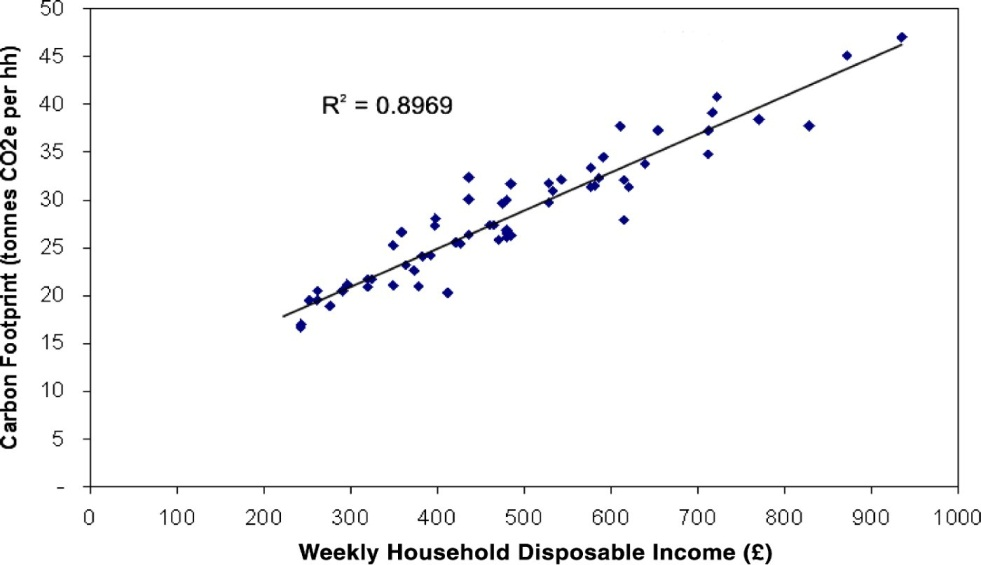 50
45
40
35
30
25
20
15
10
5
-
Carbon Footprint (tonnes CO2e per hh)
R² = 0.8969
0 100 200 300 400 500 600 700 800 900 1000
Weekly Household Disposable Income (£)